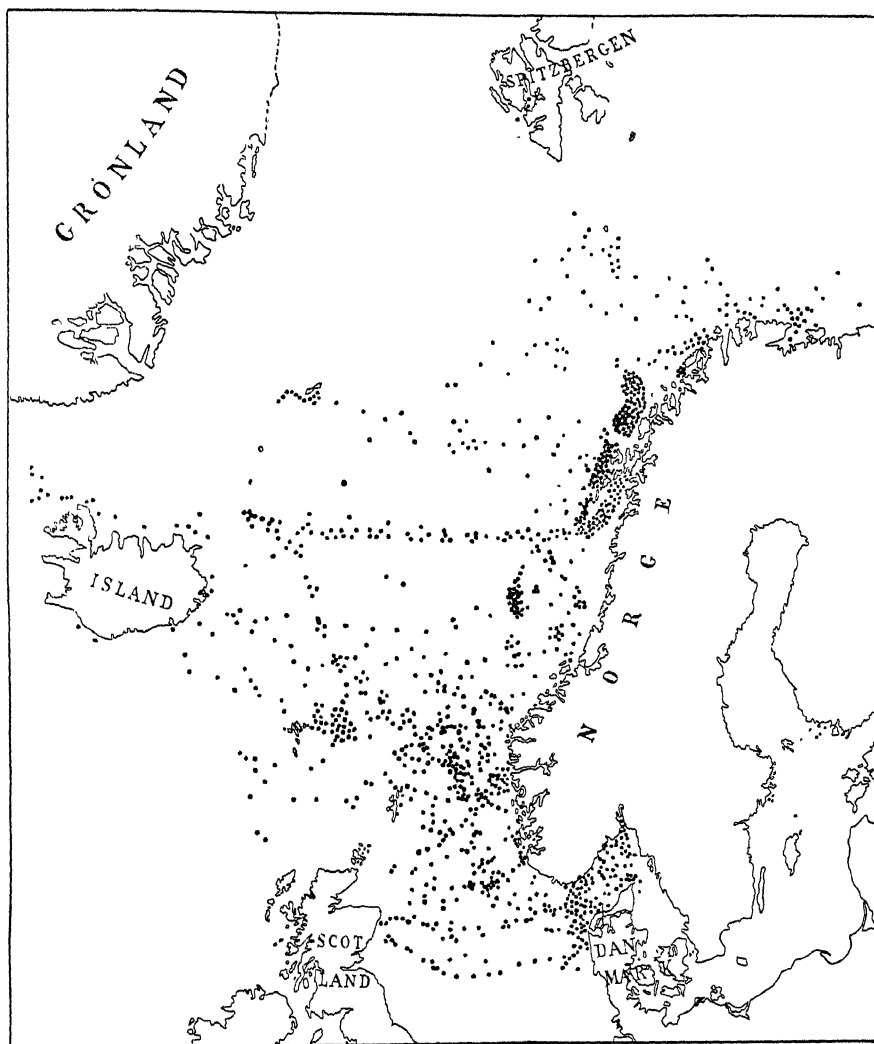 SPITZBERGEN
GRÖNLAND
ISLAND
NORGE
SCOT
LAND
DAN
MARK